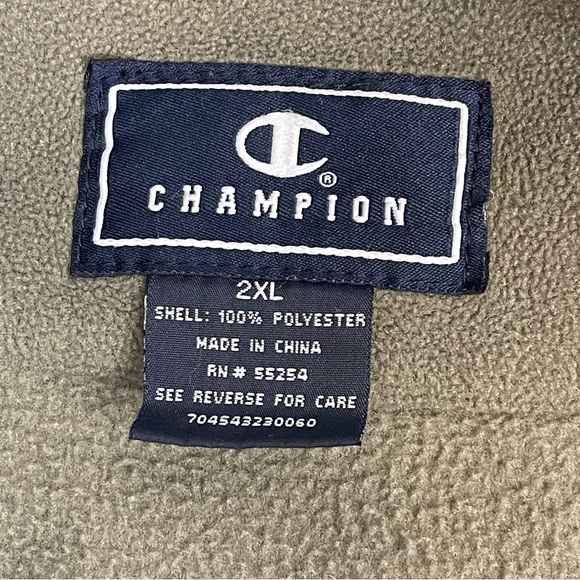 C®
CHAMPION
2XL
SHELL: 100% POLYESTER
MADE IN CHINA
RN# 55254
SEE REVERSE FOR CARE
704543230060